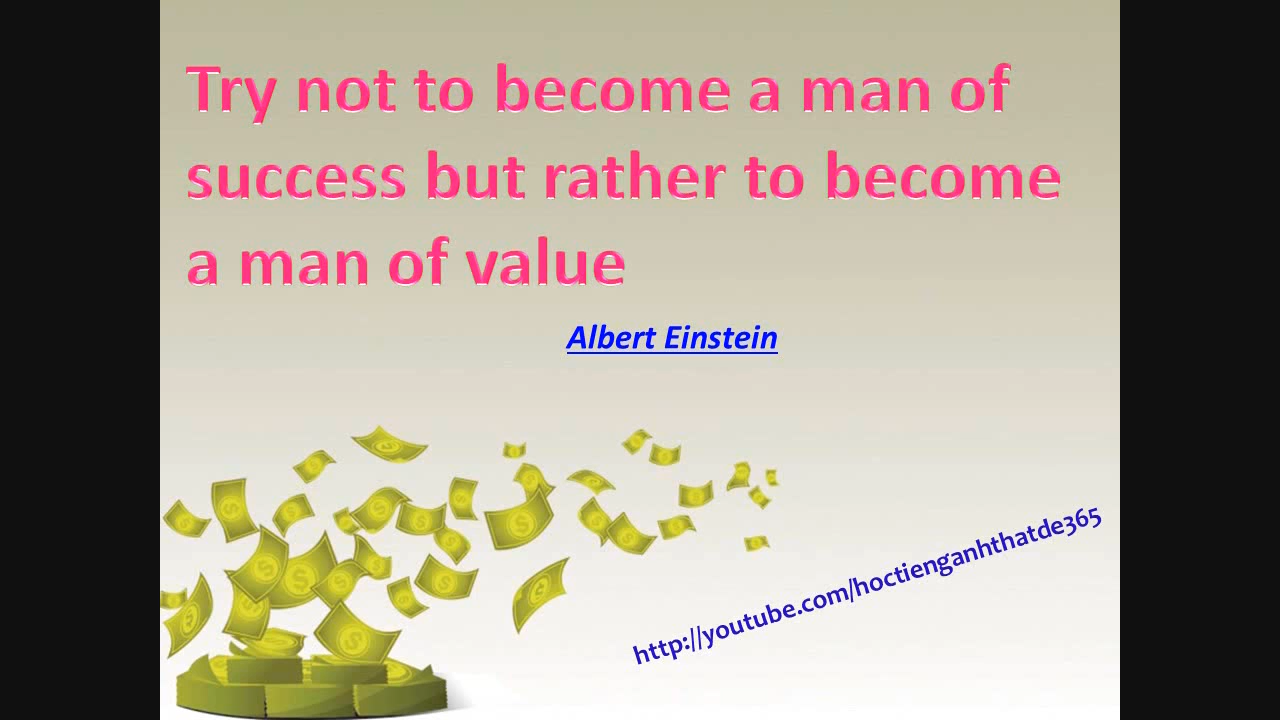 Try not to become a man of
success but rather to become
a man of value
Albert Einstein
http://youtube.com/hoctienganhthatde365